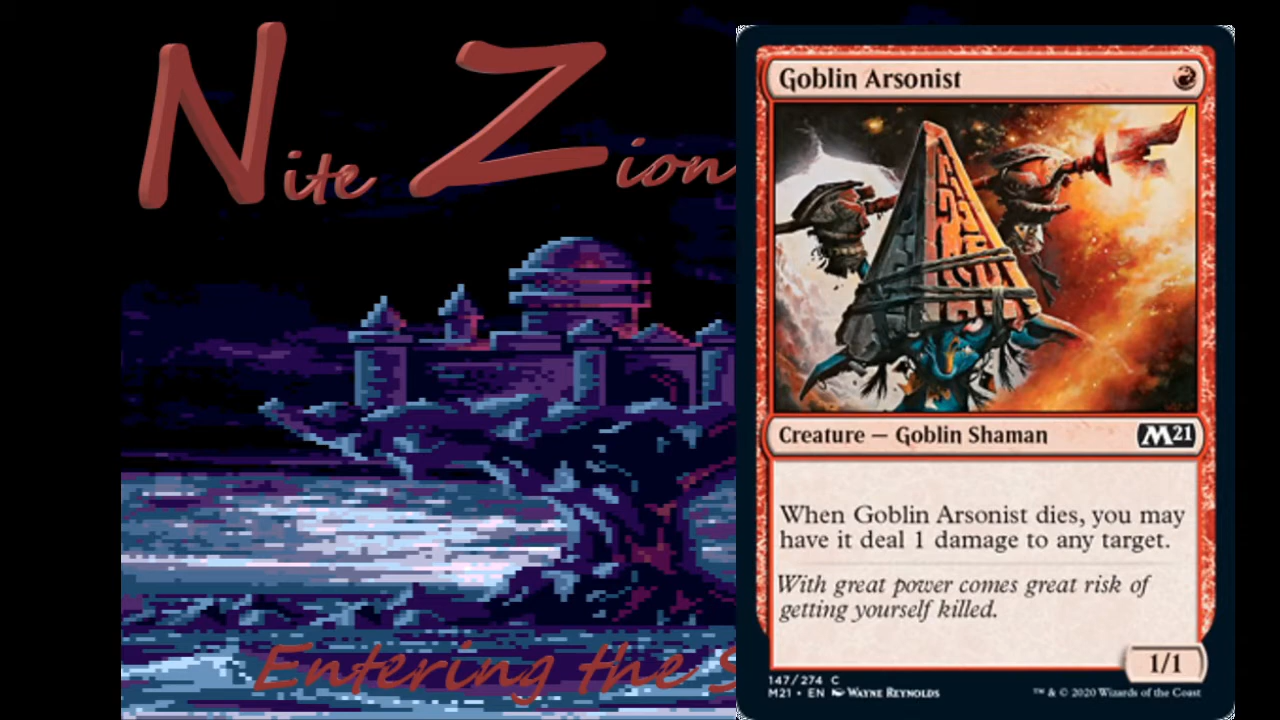 Nite Zion
Entering the
Goblin Arsonist
Creature — Goblin Shaman
M21
When Goblin Arsonist dies, you may
have it deal 1 damage to any target.
With great power comes great risk of
getting yourself killed.
1/1
147/274 C
M21 • EN Wayne Reynolds
™ & © 2020 Wizards of the Coast